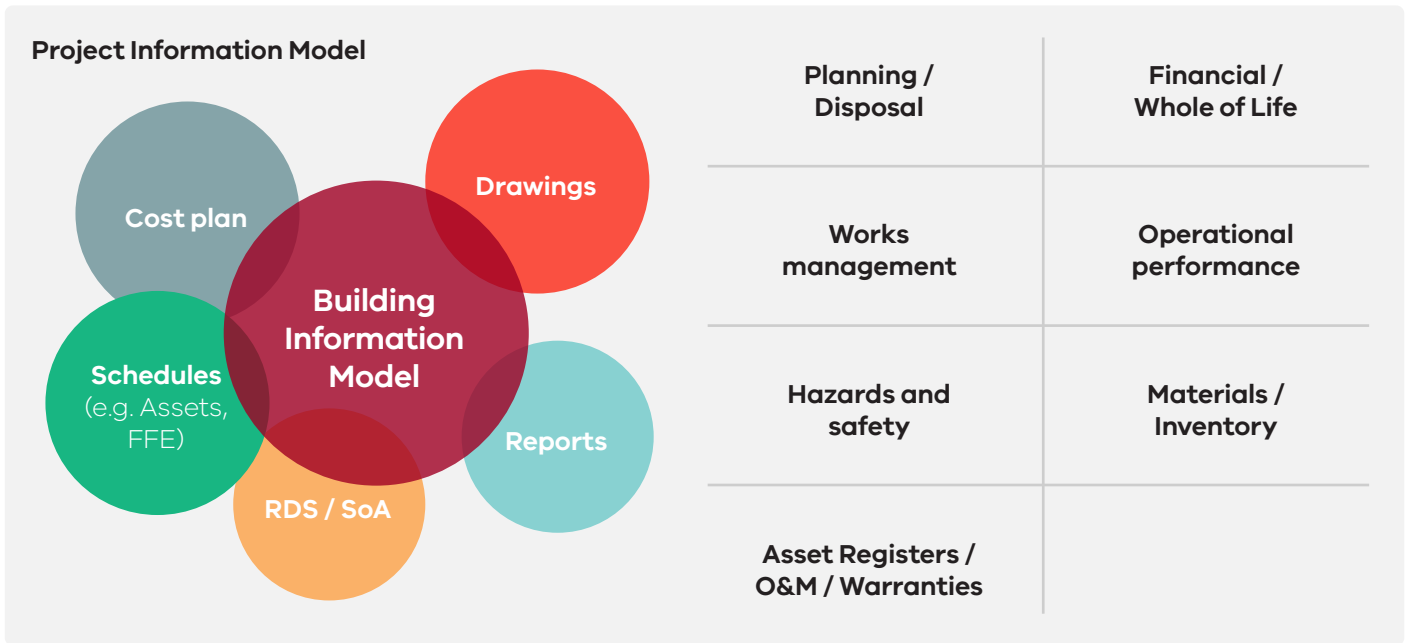 Project Information Model
Cost plan
Drawings
Building
Information
Model
Schedules
(e.g. Assets,
FFE)
Reports
RDS / SoA
Planning /
Disposal
Financial /
Whole of Life
Works
management
Operational
performance
Hazards and
safety
Materials /
Inventory
Asset Registers /
O&M / Warranties